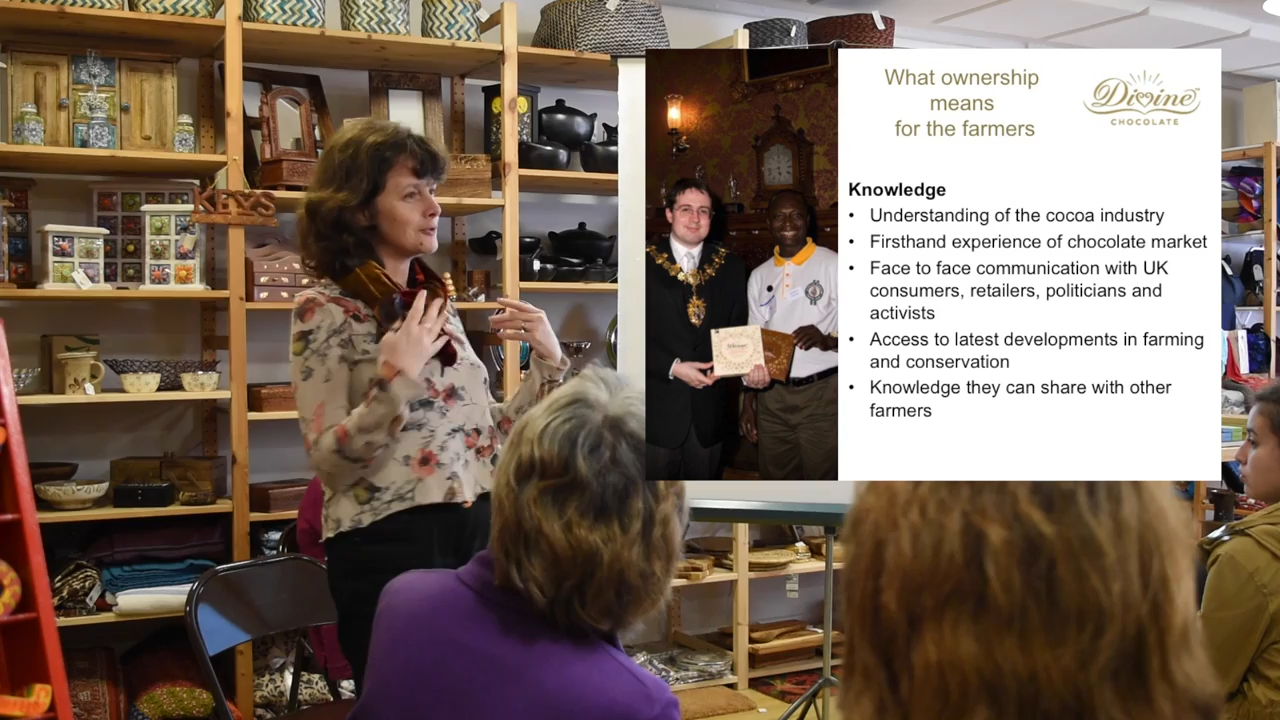 KEYS
What ownership
means
for the farmers
Divine
CHOCOLATE
Knowledge
• Understanding of the cocoa industry
• Firsthand experience of chocolate market
• Face to face communication with UK
consumers, retailers, politicians and
activists
• Access to latest developments in farming
and conservation
• Knowledge they can share with other
farmers